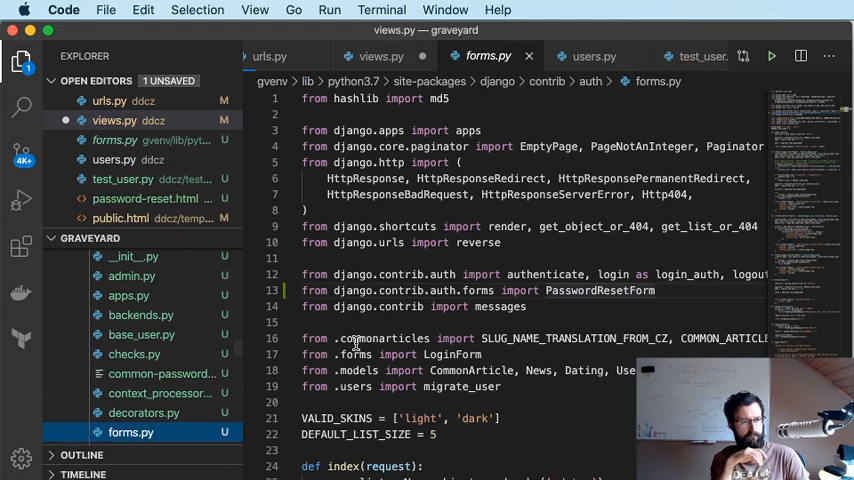 Code File Edit Selection View Go Run Terminal Window Help
views.py — graveyard
EXPLORER
urls.py views.py forms.py users.py test_user.
OPEN EDITORS 1 UNSAVED
gvenv > lib > python3.7 > site-packages > django > contrib > auth > forms.py
urls.py ddcz M
views.py ddcz M
forms.py gvenv/lib/pyt... U
users.py ddcz
test_user.py ddcz/test... U
password-reset.html ... U
public.html ddcz/temp... M
GRAVEYARD
__init__.py U
admin.py U
apps.py U
backends.py U
base_user.py U
checks.py U
common-password... U
context_processor... U
decorators.py U
forms.py U
OUTLINE
TIMELINE
1
4K+
1 from hashlib import md5
2
3 from django.apps import apps
4 from django.core.paginator import EmptyPage, PageNotAnInteger, Paginator
5 from django.http import (
6 HttpResponse, HttpResponseRedirect, HttpResponsePermanentRedirect,
7 HttpResponseBadRequest, HttpResponseServerError, Http404,
8 )
9 from django.shortcuts import render, get_object_or_404, get_list_or_404
10 from django.urls import reverse
11
12 from django.contrib.auth import authenticate, login as login_auth, logout
13 from django.contrib.auth.forms import PasswordResetForm
14 from django.contrib import messages
15
16 from .commonarticles import SLUG_NAME_TRANSLATION_FROM_CZ, COMMON_ARTICLE
17 from .forms import LoginForm
18 from .models import CommonArticle, News, Dating, Use
19 from .users import migrate_user
20
21 VALID_SKINS = ['light', 'dark']
22 DEFAULT_LIST_SIZE = 5
23
24 def index(request):